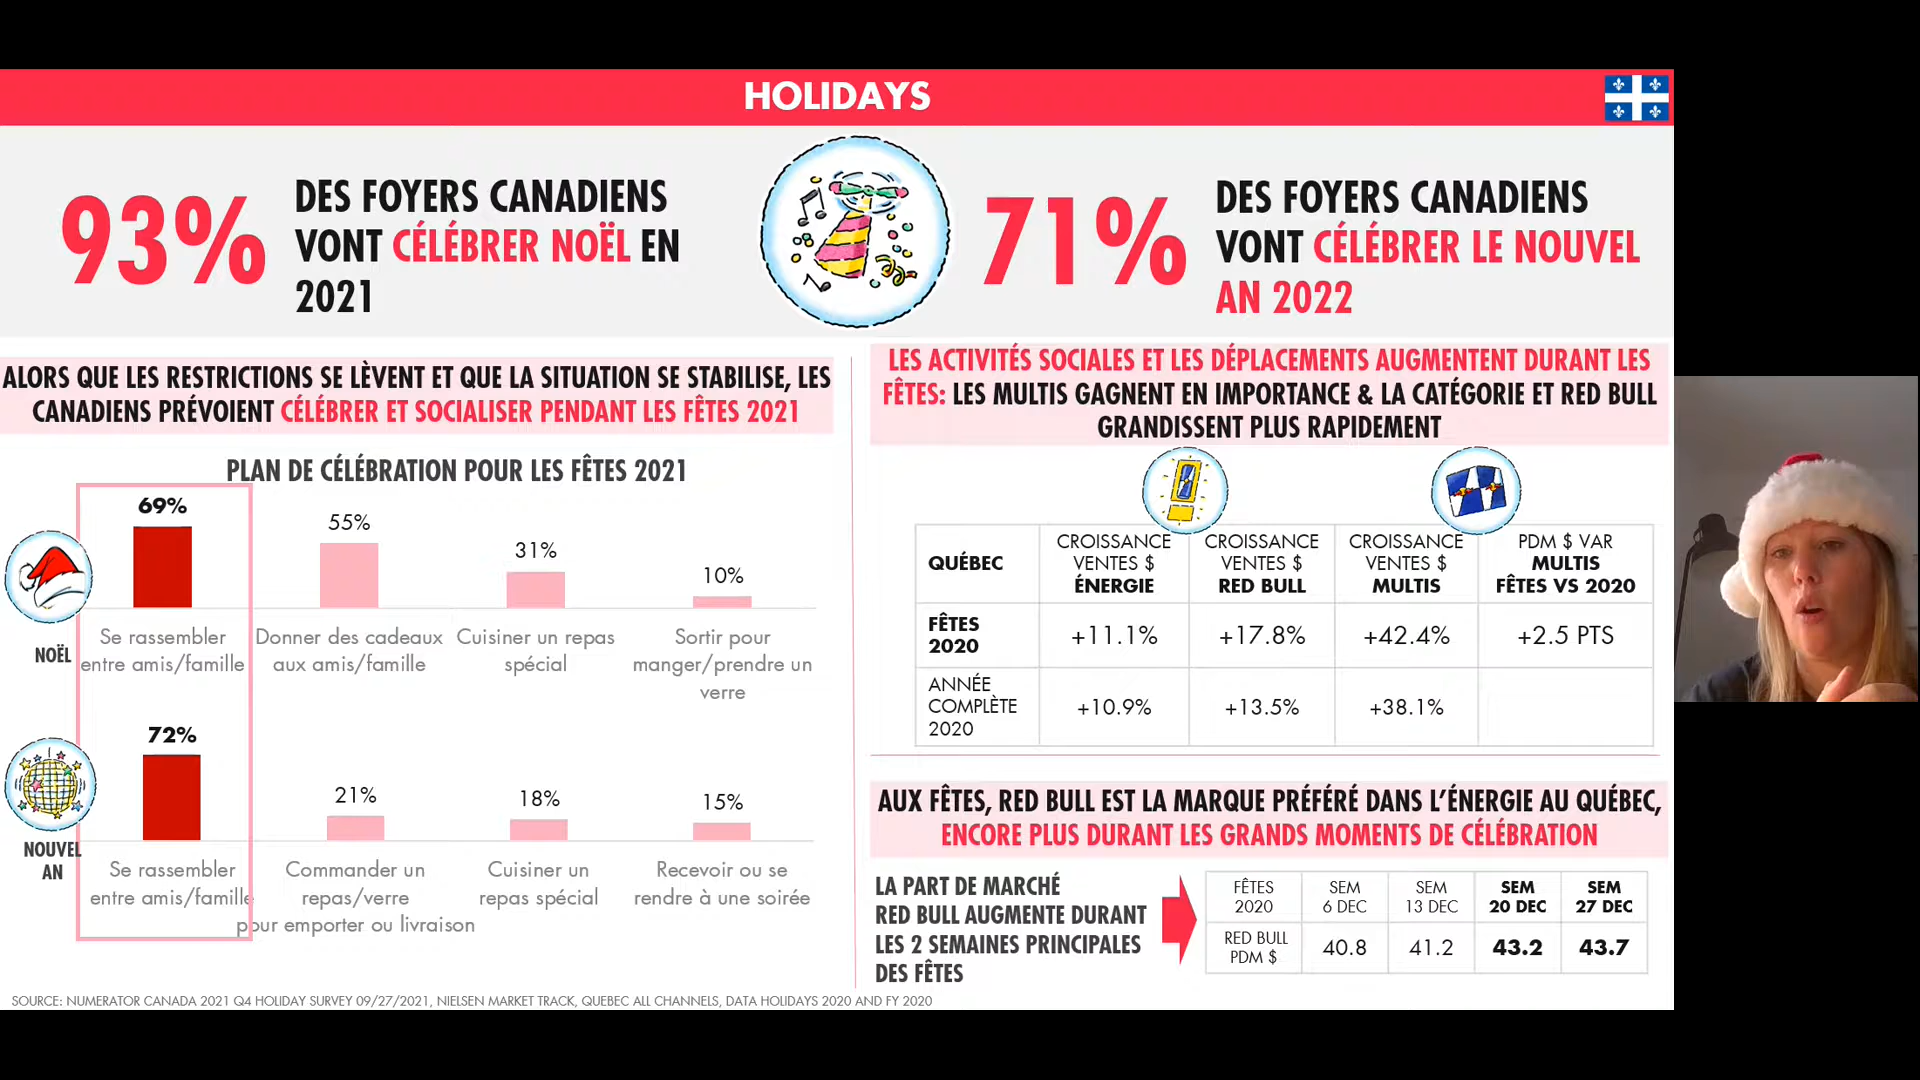 HOLIDAYS
93%
DES FOYERS CANADIENS
VONT CÉLÉBRER NOËL EN
2021
71%
DES FOYERS CANADIENS
VONT CÉLÉBRER LE NOUVEL
AN 2022
ALORS QUE LES RESTRICTIONS SE LÈVENT ET QUE LA SITUATION SE STABILISE, LES
CANADIENS PRÉVOIENT CÉLÉBRER ET SOCIALISER PENDANT LES FÊTES 2021
PLAN DE CÉLÉBRATION POUR LES FÊTES 2021
69%
55%
31%
10%
NOËL
Se rassembler
entre amis/famille
Donner des cadeaux
aux amis/famille
Cuisiner un repas
spécial
Sortir pour
manger/prendre un
verre
72%
21%
18%
15%
NOUVEL
AN
Se rassembler
entre amis/famille
Commander un
repas/verre
pour emporter ou livraison
Cuisiner un
repas spécial
Recevoir ou se
rendre à une soirée
LES ACTIVITÉS SOCIALES ET LES DÉPLACEMENTS AUGMENTENT DURANT LES
FÊTES: LES MULTIS GAGNENT EN IMPORTANCE & LA CATÉGORIE ET RED BULL
GRANDISSENT PLUS RAPIDEMENT
QUÉBEC
CROISSANCE
VENTES $
ÉNERGIE
CROISSANCE
VENTES $
RED BULL
CROISSANCE
VENTES $
MULTIS
PDM $ VAR
MULTIS
FÊTES VS 2020
FÊTES
2020
+11.1%
+17.8%
+42.4%
+2.5 PTS
ANNÉE
COMPLÈTE
2020
+10.9%
+13.5%
+38.1%
AUX FÊTES, RED BULL EST LA MARQUE PRÉFÉRÉ DANS L'ÉNERGIE AU QUÉBEC,
ENCORE PLUS DURANT LES GRANDS MOMENTS DE CÉLÉBRATION
LA PART DE MARCHÉ
RED BULL AUGMENTE DURANT
LES 2 SEMAINES PRINCIPALES
DES FÊTES
FÊTES
2020
SEM
6 DEC
SEM
13 DEC
SEM
20 DEC
SEM
27 DEC
RED BULL
PDM $
40.8
41.2
43.2
43.7
SOURCE: NUMERATOR CANADA 2021 Q4 HOLIDAY SURVEY 09/27/2021, NIELSEN MARKET TRACK, QUEBEC ALL CHANNELS, DATA HOLIDAYS 2020 AND FY 2020